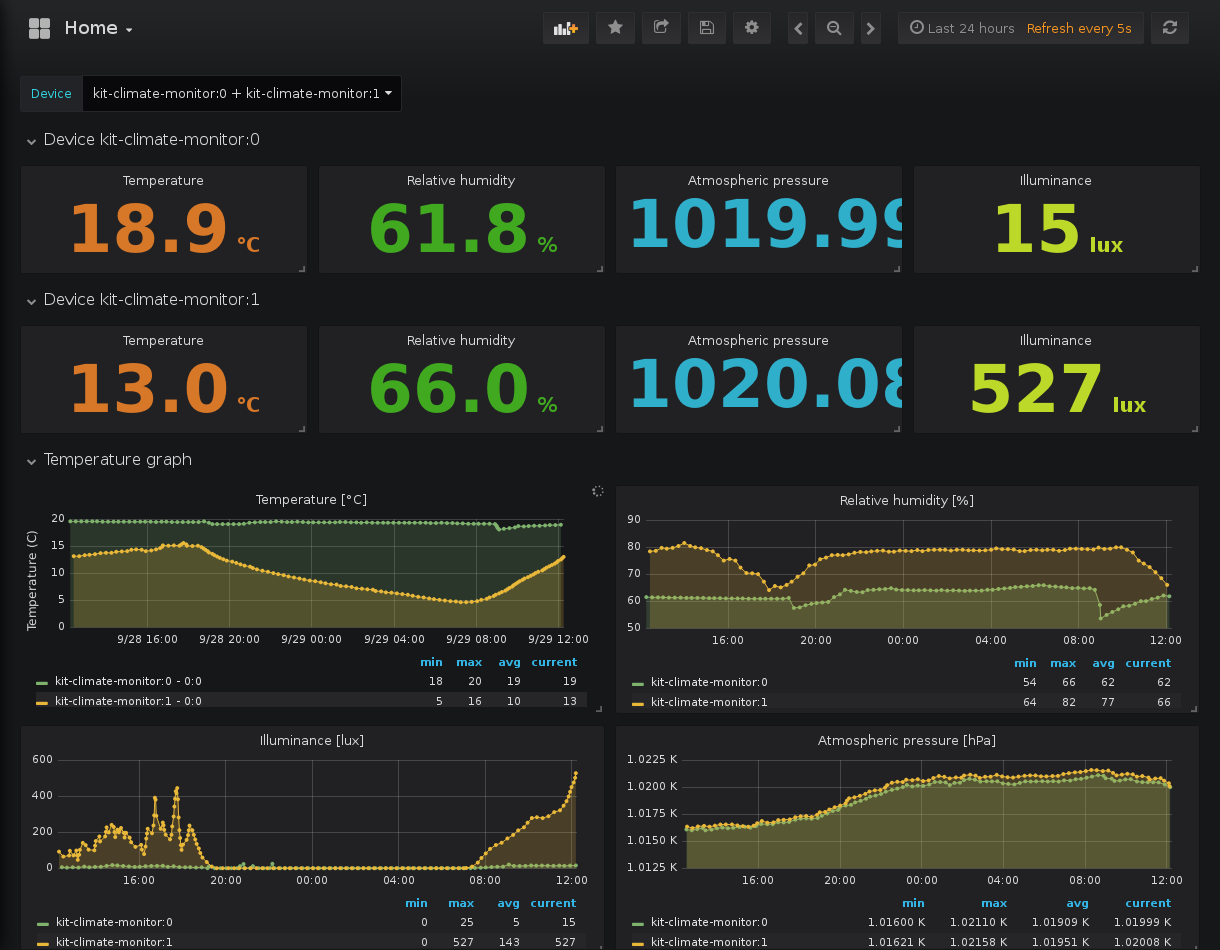 Home
Last 24 hours Refresh every 5s
Device kit-climate-monitor:0 + kit-climate-monitor:1
Device kit-climate-monitor:0
Temperature Relative humidity Atmospheric pressure Illuminance
18.9 °C 61.8 % 1019.99 15 lux
Device kit-climate-monitor:1
Temperature Relative humidity Atmospheric pressure Illuminance
13.0 °C 66.0 % 1020.08 527 lux
Temperature graph
Temperature [°C]
Temperature (C)
20
15
10
5
0
9/28 16:00 9/28 20:00 9/29 00:00 9/29 04:00 9/29 08:00 9/29 12:00
min max avg current
kit-climate-monitor:0 - 0:0 18 20 19 19
kit-climate-monitor:1 - 0:0 5 16 10 13
Relative humidity [%]
90
80
70
60
50
16:00 20:00 00:00 04:00 08:00 12:00
min max avg current
kit-climate-monitor:0 54 66 62 62
kit-climate-monitor:1 64 82 77 66
Illuminance [lux]
600
400
200
0
16:00 20:00 00:00 04:00 08:00 12:00
min max avg current
kit-climate-monitor:0 0 25 5 15
kit-climate-monitor:1 0 527 143 527
Atmospheric pressure [hPa]
1.0225 K
1.0200 K
1.0175 K
1.0150 K
1.0125 K
16:00 20:00 00:00 04:00 08:00 12:00
min max avg current
kit-climate-monitor:0 1.01600 K 1.02110 K 1.01909 K 1.01999 K
kit-climate-monitor:1 1.01621 K 1.02158 K 1.01951 K 1.02008 K